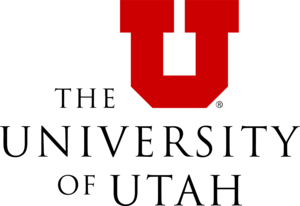 U®
THE
UNIVERSITY
OF UTAH